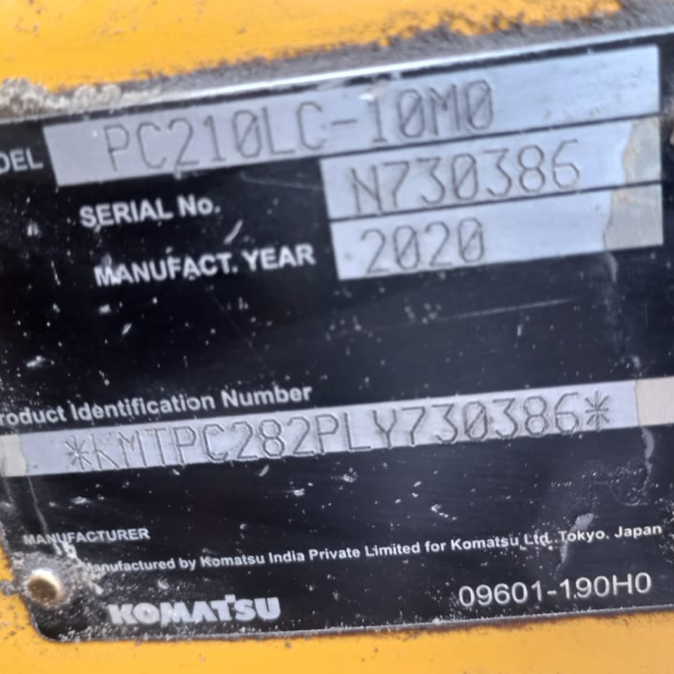 DEL PC210LC-10M0
SERIAL No. N730386
MANUFACT. YEAR 2020
roduct Identification Number
*KMTPC282PLY730386*
MANUFACTURER
Manufactured by Komatsu India Private Limited for Komatsu Ltd. Tokyo. Japan
KOMATSU 09601-190H0